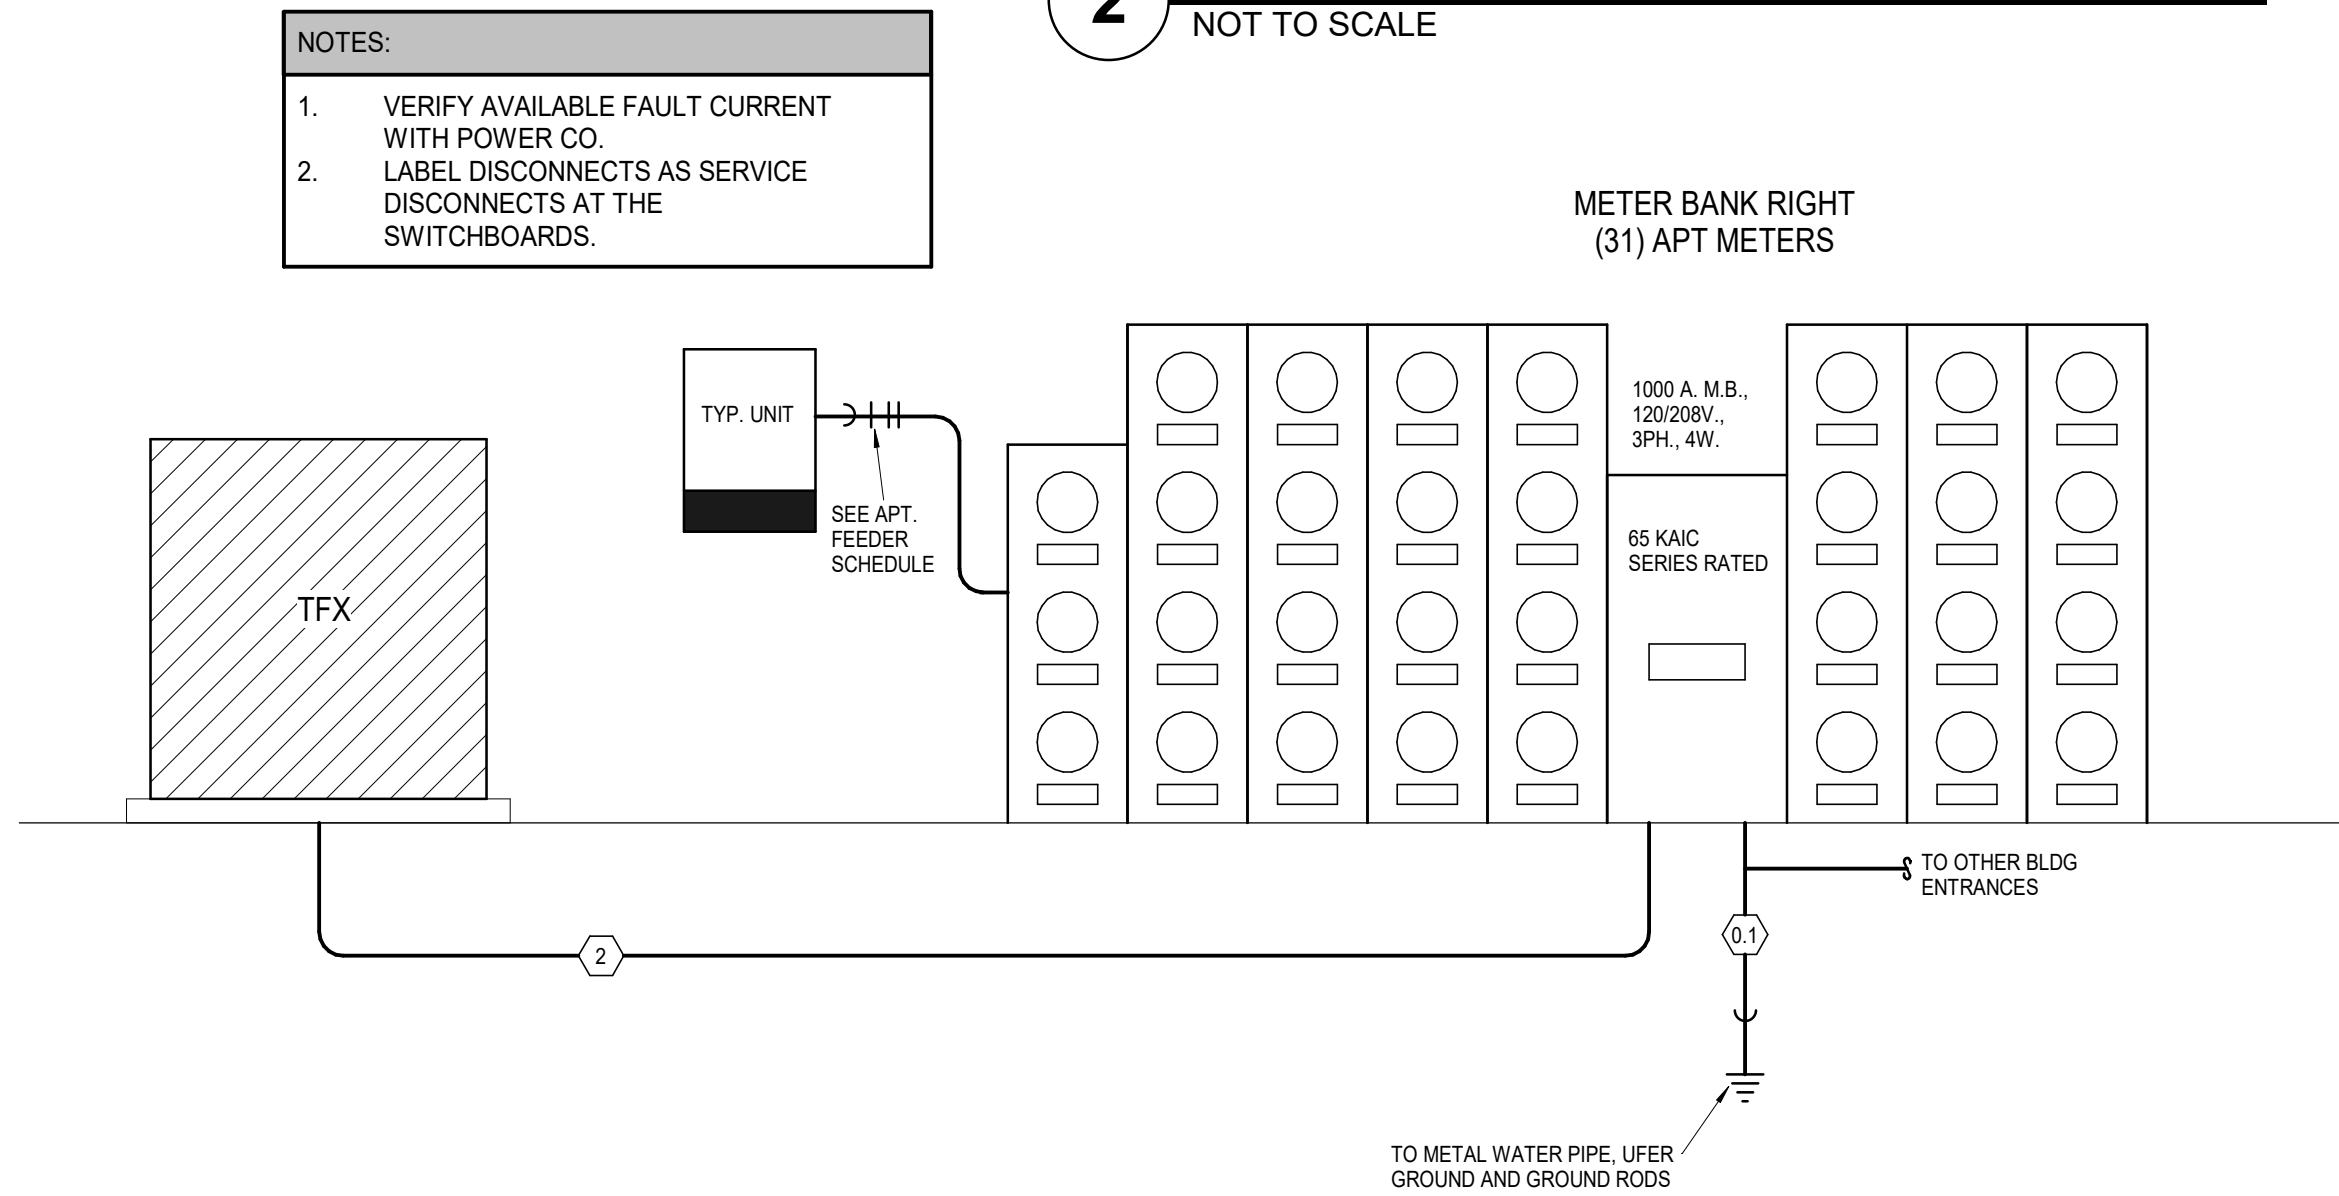 2
NOT TO SCALE
NOTES:
1. VERIFY AVAILABLE FAULT CURRENT
WITH POWER CO.
2. LABEL DISCONNECTS AS SERVICE
DISCONNECTS AT THE
SWITCHBOARDS.
METER BANK RIGHT
(31) APT METERS
TYP. UNIT
SEE APT.
FEEDER
SCHEDULE
1000 A. M.B.,
120/208V.,
3PH., 4W.
65 KAIC
SERIES RATED
TFX
TO OTHER BLDG
ENTRANCES
0.1
2
TO METAL WATER PIPE, UFER
GROUND AND GROUND RODS